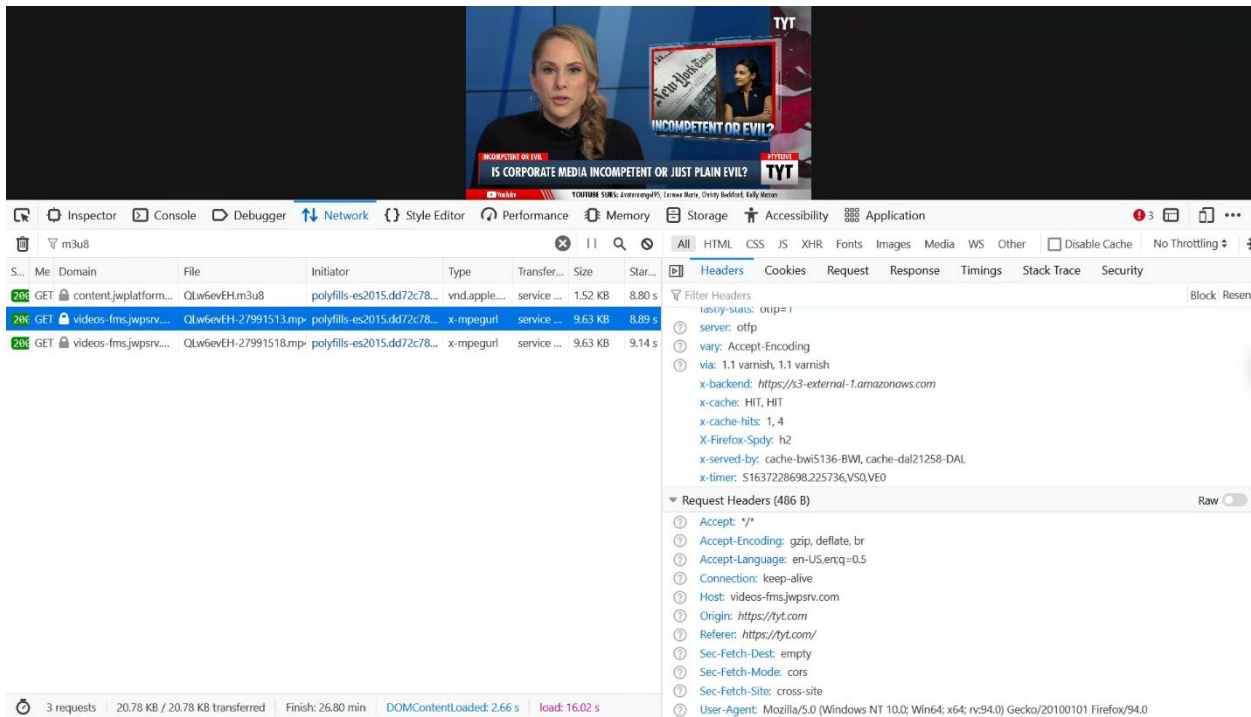 TYT
New York Times
INCOMPETENT OR EVIL?
INCOMPETENT OR EVIL
#TYTLIVE
IS CORPORATE MEDIA INCOMPETENT OR JUST PLAIN EVIL?
TYT
YouTube
YOUTUBE SUBS:
Inspector Console Debugger Network Style Editor Performance Memory Storage Accessibility Application 3
m3u8
All HTML CSS JS XHR Fonts Images Media WS Other Disable Cache No Throttling
S... Me Domain File Initiator Type Transfer... Size Star...
Headers Cookies Request Response Timings Stack Trace Security
GET content.jwplatform... QLw6evEH.m3u8 polyfills-es2015.dd72c78... vnd.apple.... service ... 1.52 KB 8.80 s
Filter Headers Block Resen
GET videos-fms.jwpsrv.... QLw6evEH-27991513.mp polyfills-es2015.dd72c78... x-mpegurl service ... 9.63 KB 8.89 s
GET videos-fms.jwpsrv.... QLw6evEH-27991518.mp polyfills-es2015.dd72c78... x-mpegurl service ... 9.63 KB 9.14 s
server: otfp
vary: Accept-Encoding
via: 1.1 varnish, 1.1 varnish
x-backend: https://s3-external-1.amazonaws.com
x-cache: HIT, HIT
x-cache-hits: 1, 4
X-Firefox-Spdy: h2
x-served-by: cache-bwi5136-BWI, cache-dal21258-DAL
x-timer: S1637228698.225736,VS0,VE0
Request Headers (486 B) Raw
Accept: */*
Accept-Encoding: gzip, deflate, br
Accept-Language: en-US,en;q=0.5
Connection: keep-alive
Host: videos-fms.jwpsrv.com
Origin: https://tyt.com
Referer: https://tyt.com/
Sec-Fetch-Dest: empty
Sec-Fetch-Mode: cors
Sec-Fetch-Site: cross-site
User-Agent: Mozilla/5.0 (Windows NT 10.0; Win64; x64; rv:94.0) Gecko/20100101 Firefox/94.0
3 requests 20.78 KB / 20.78 KB transferred Finish: 26.80 min DOMContentLoaded: 2.66 s load: 16.02 s